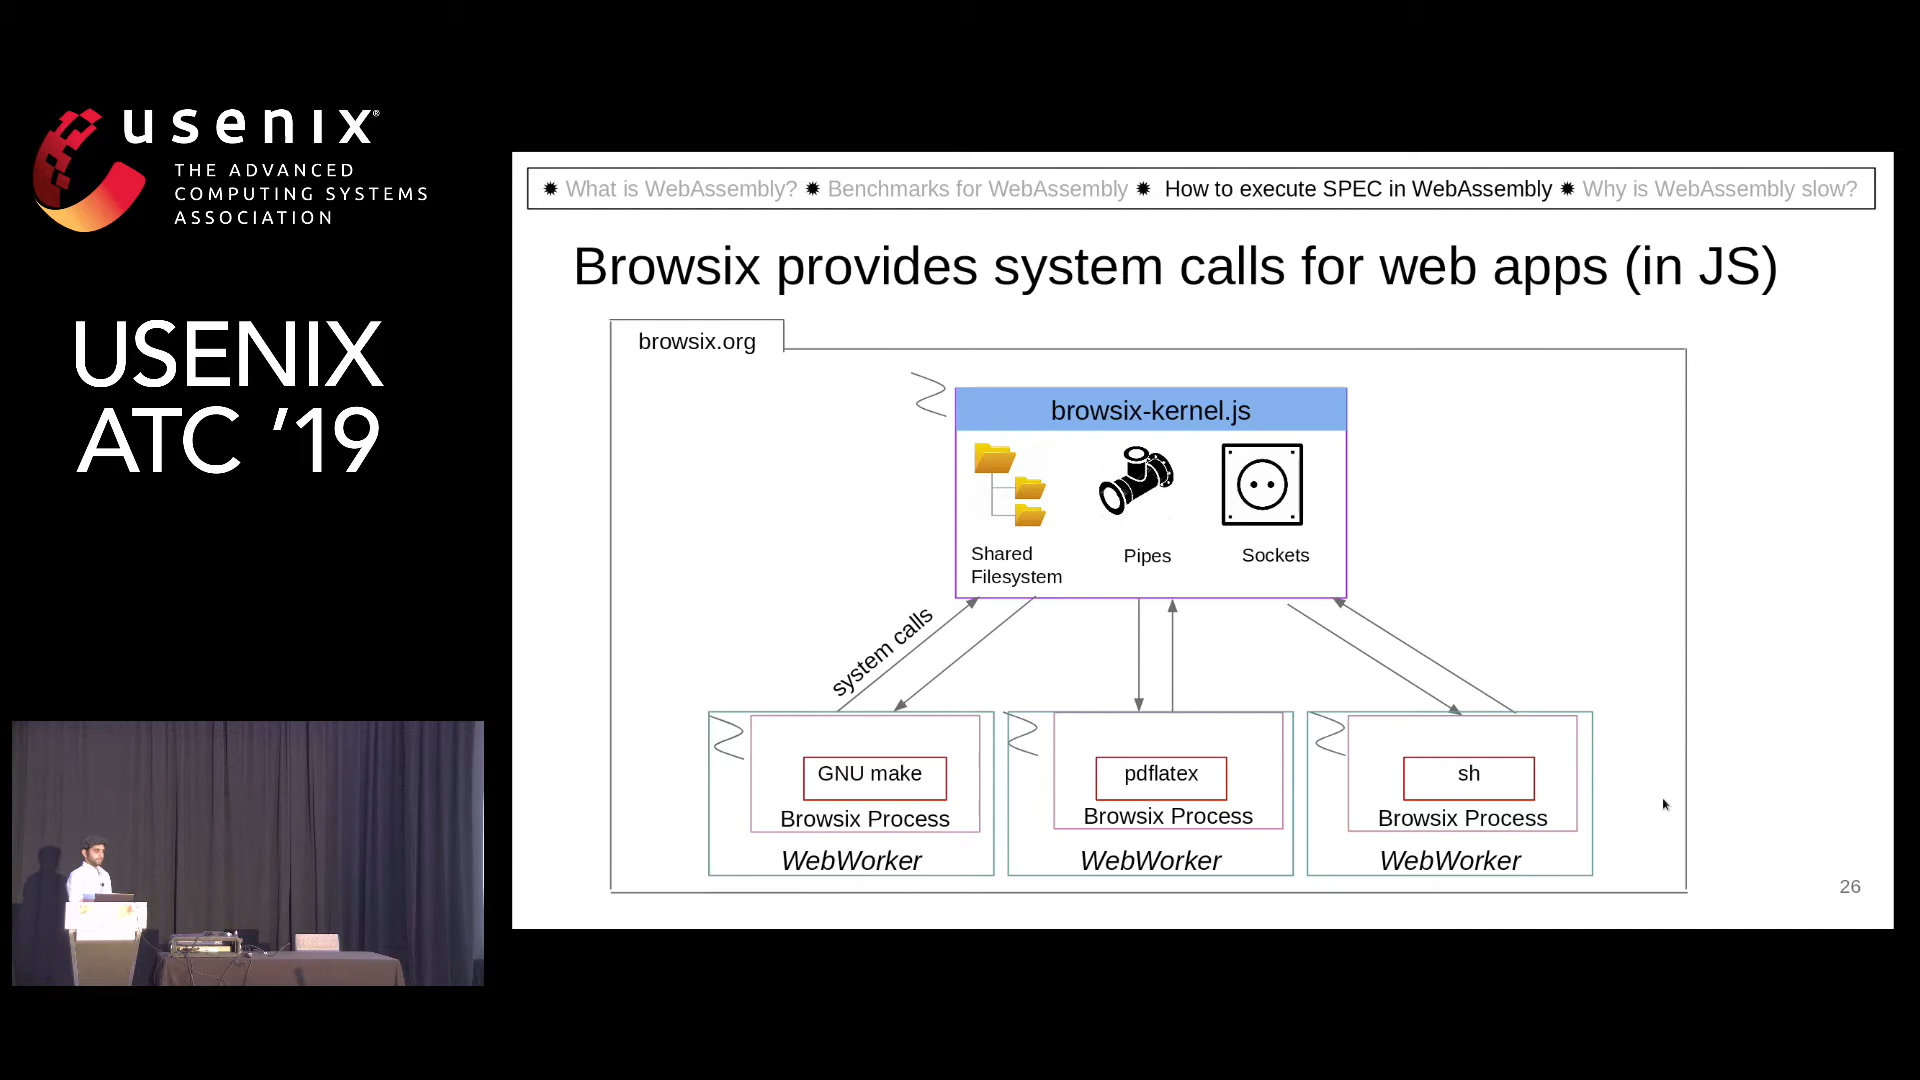 usenix®
THE ADVANCED
COMPUTING SYSTEMS
ASSOCIATION
USENIX
ATC '19
✹ What is WebAssembly? ✹ Benchmarks for WebAssembly ✹ How to execute SPEC in WebAssembly ✹ Why is WebAssembly slow?
Browsix provides system calls for web apps (in JS)
browsix.org
browsix-kernel.js
Shared
Filesystem
Pipes
Sockets
system calls
GNU make
Browsix Process
WebWorker
pdflatex
Browsix Process
WebWorker
sh
Browsix Process
WebWorker
26